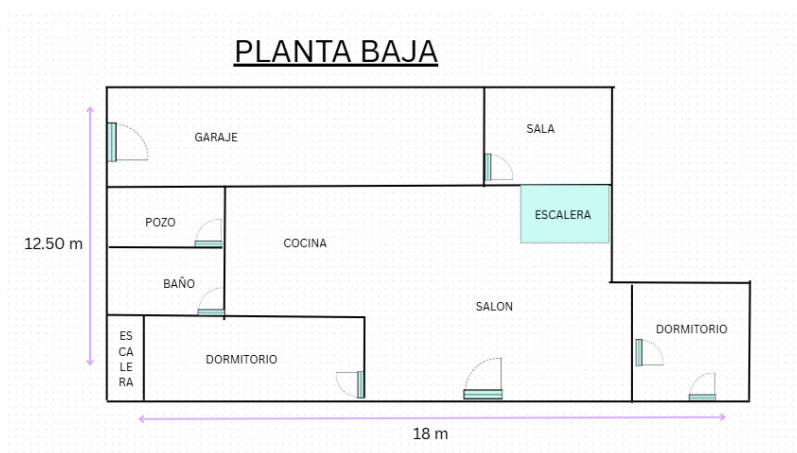 PLANTA BAJA
GARAJE
SALA
POZO
ESCALERA
12.50 m
COCINA
BAÑO
SALON
DORMITORIO
ES
CA
LE
RA
DORMITORIO
18 m